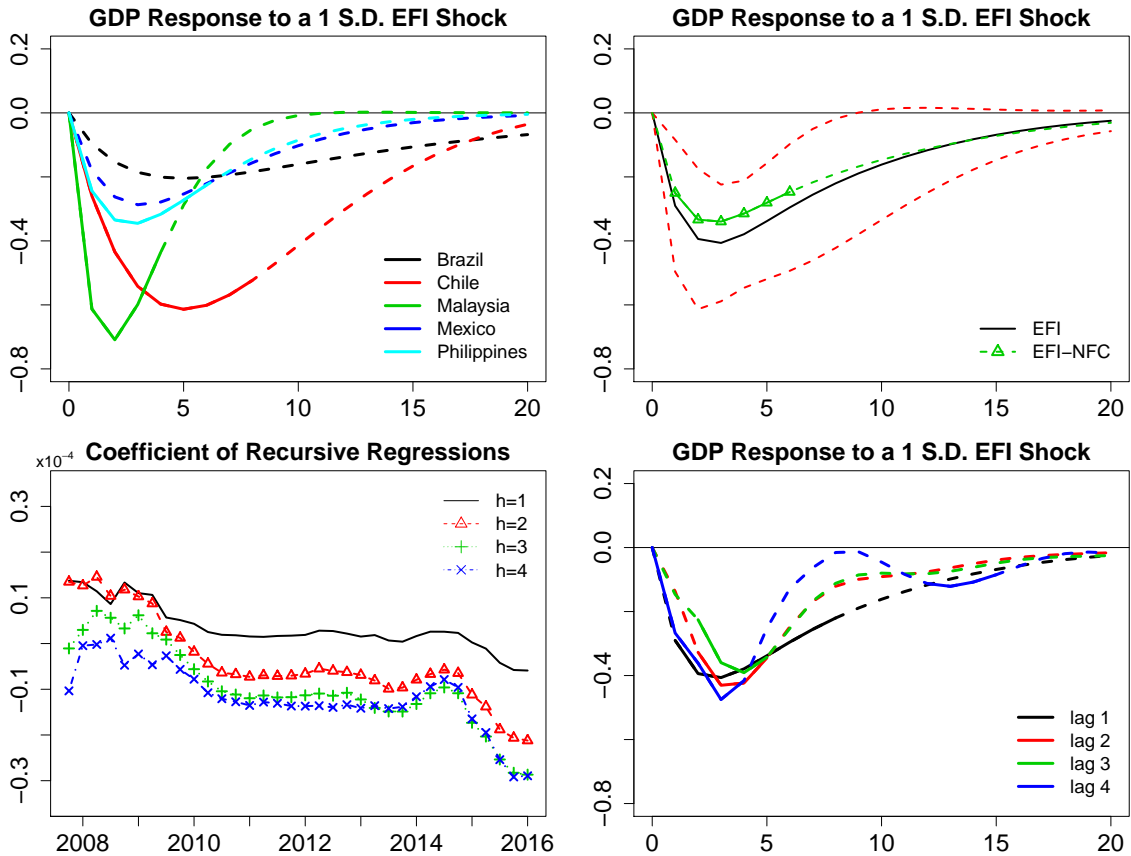 GDP Response to a 1 S.D. EFI Shock
0.2
0.0
−0.4
−0.8
0 5 10 15 20
Brazil
Chile
Malaysia
Mexico
Philippines
GDP Response to a 1 S.D. EFI Shock
0.2
0.0
−0.4
−0.8
0 5 10 15 20
EFI
EFI−NFC
Coefficient of Recursive Regressions
x10⁻⁴
0.3
0.1
−0.1
−0.3
2008 2010 2012 2014 2016
h=1
h=2
h=3
h=4
GDP Response to a 1 S.D. EFI Shock
0.2
0.0
−0.4
−0.8
0 5 10 15 20
lag 1
lag 2
lag 3
lag 4